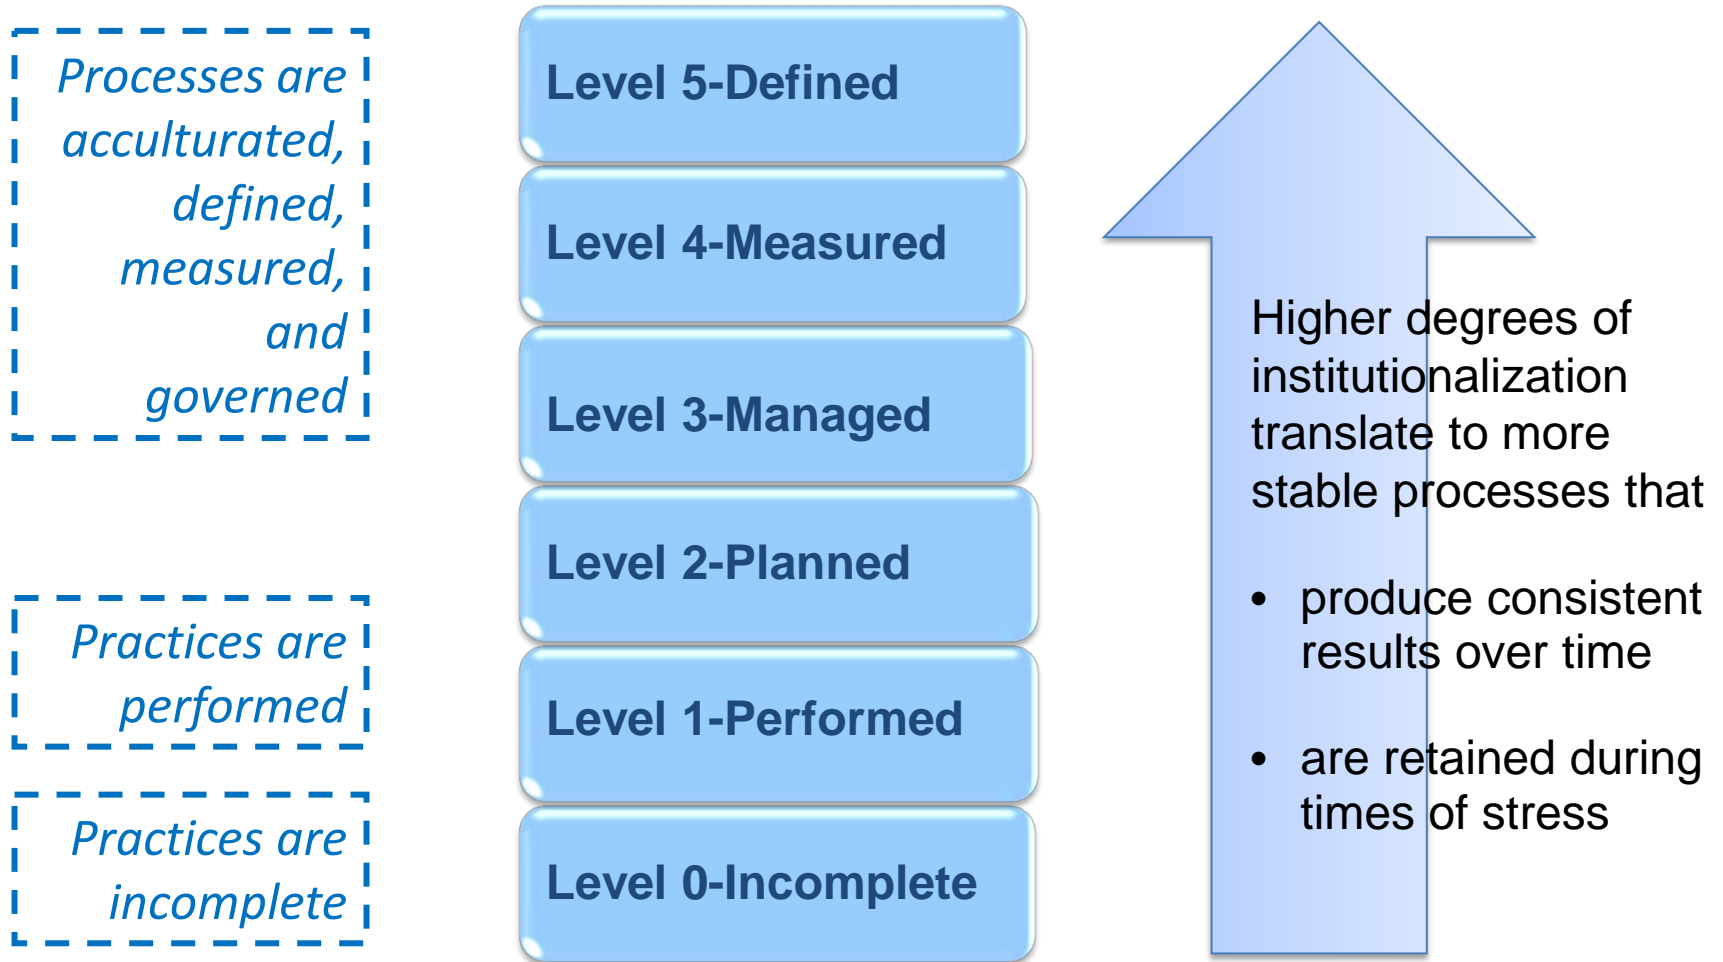 Processes are
acculturated,
defined,
measured,
and
governed
Practices are
performed
Practices are
incomplete
Level 5-Defined
Level 4-Measured
Level 3-Managed
Level 2-Planned
Level 1-Performed
Level 0-Incomplete
Higher degrees of
institutionalization
translate to more
stable processes that
• produce consistent
results over time
• are retained during
times of stress